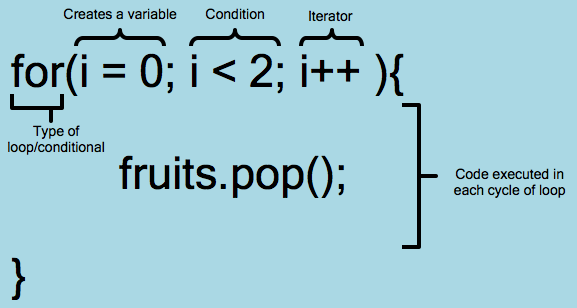 Creates a variable Condition Iterator
for(i = 0; i < 2; i++ ){
Type of
loop/conditional
fruits.pop();
Code executed in
each cycle of loop
}